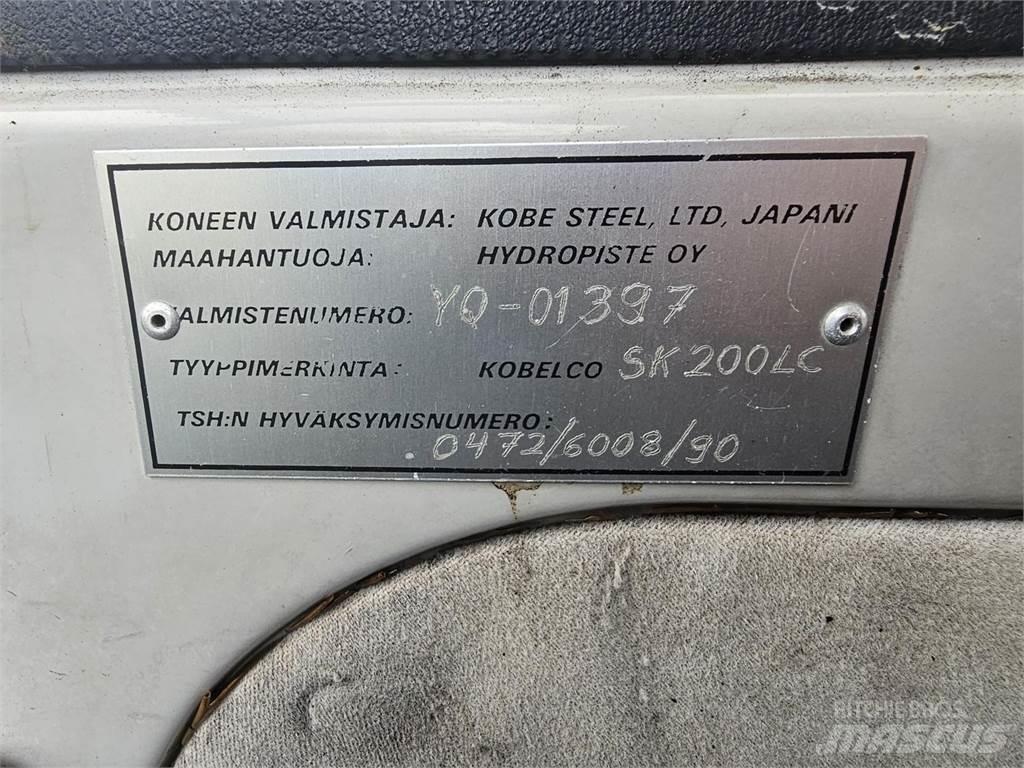 KONEEN VALMISTAJA: KOBE STEEL, LTD, JAPANI
MAAHANTUOJA: HYDROPISTE OY
VALMISTENUMERO: YQ-01397
TYYPPIMERKINTA: KOBELCO SK200LC
TSH:N HYVÄKSYMISNUMERO:
0472/6008/90
RITCHIE BROS.
mascus